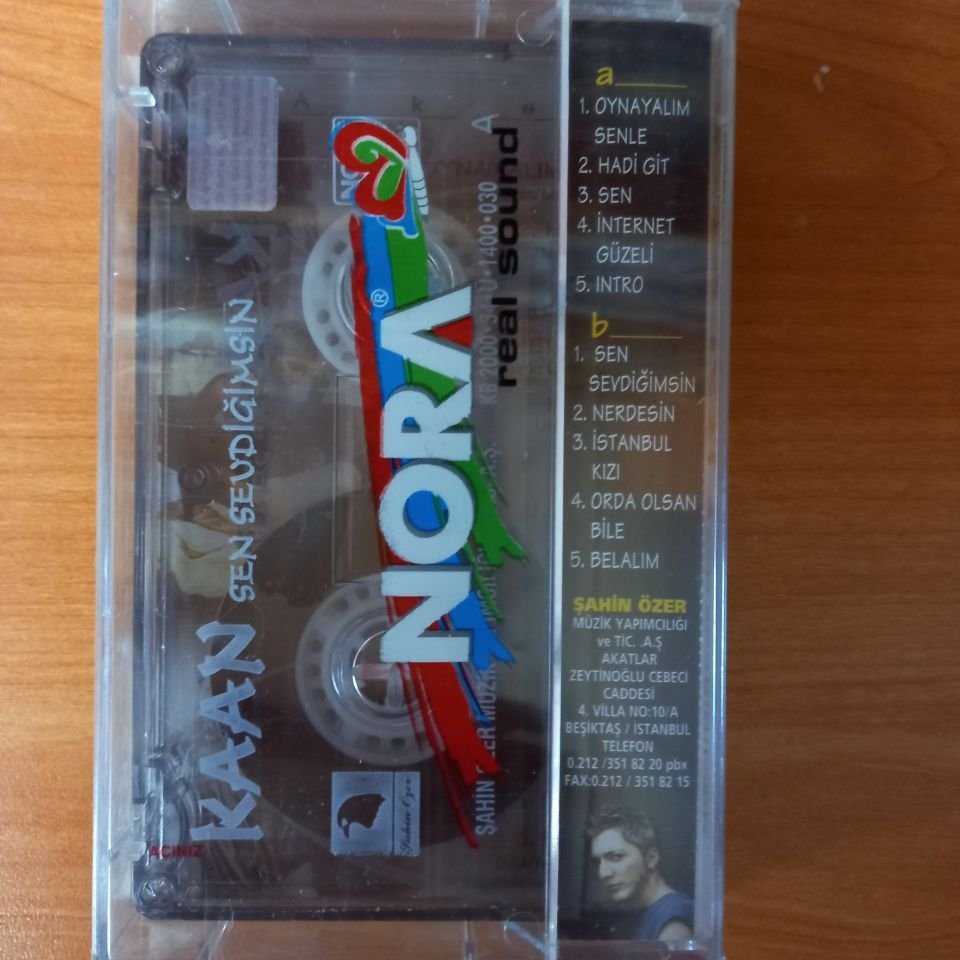 a
1. OYNAYALIM
SENLE
2. HADİ GİT
3. SEN
4. İNTERNET
GÜZELİ
5. INTRO
b
1. SEN
SEVDİĞİMSİN
2. NERDESİN
3. İSTANBUL
KIZI
4. ORDA OLSAN
BİLE
5. BELALIM
ŞAHİN ÖZER
MÜZİK YAPIMCILIĞI
ve TİC. .A.Ş
AKATLAR
ZEYTİNOĞLU CEBECİ
CADDESİ
4. VİLLA NO:10/A
BEŞİKTAŞ / İSTANBUL
TELEFON
0.212 /351 82 20 pbx
FAX:0.212 / 351 82 15
KAAN SEN SEVDİĞİMSİN
NORA ®
real sound
A
Şahin Özer
AÇINIZ